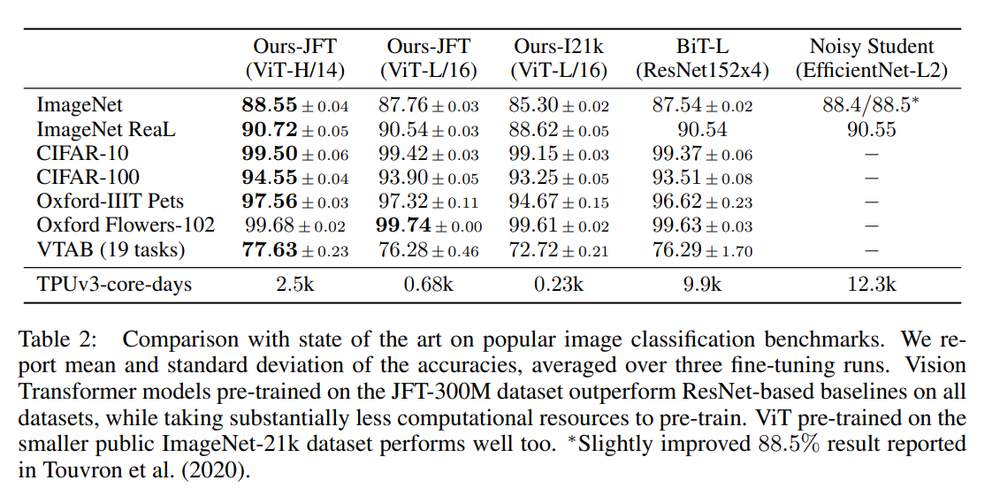 Ours-JFT Ours-JFT Ours-I21k BiT-L Noisy Student
(ViT-H/14) (ViT-L/16) (ViT-L/16) (ResNet152x4) (EfficientNet-L2)
ImageNet 88.55 ± 0.04 87.76 ± 0.03 85.30 ± 0.02 87.54 ± 0.02 88.4/88.5*
ImageNet ReaL 90.72 ± 0.05 90.54 ± 0.03 88.62 ± 0.05 90.54 90.55
CIFAR-10 99.50 ± 0.06 99.42 ± 0.03 99.15 ± 0.03 99.37 ± 0.06 −
CIFAR-100 94.55 ± 0.04 93.90 ± 0.05 93.25 ± 0.05 93.51 ± 0.08 −
Oxford-IIIT Pets 97.56 ± 0.03 97.32 ± 0.11 94.67 ± 0.15 96.62 ± 0.23 −
Oxford Flowers-102 99.68 ± 0.02 99.74 ± 0.00 99.61 ± 0.02 99.63 ± 0.03 −
VTAB (19 tasks) 77.63 ± 0.23 76.28 ± 0.46 72.72 ± 0.21 76.29 ± 1.70 −
TPUv3-core-days 2.5k 0.68k 0.23k 9.9k 12.3k
Table 2: Comparison with state of the art on popular image classification benchmarks. We re-
port mean and standard deviation of the accuracies, averaged over three fine-tuning runs. Vision
Transformer models pre-trained on the JFT-300M dataset outperform ResNet-based baselines on all
datasets, while taking substantially less computational resources to pre-train. ViT pre-trained on the
smaller public ImageNet-21k dataset performs well too. *Slightly improved 88.5% result reported
in Touvron et al. (2020).